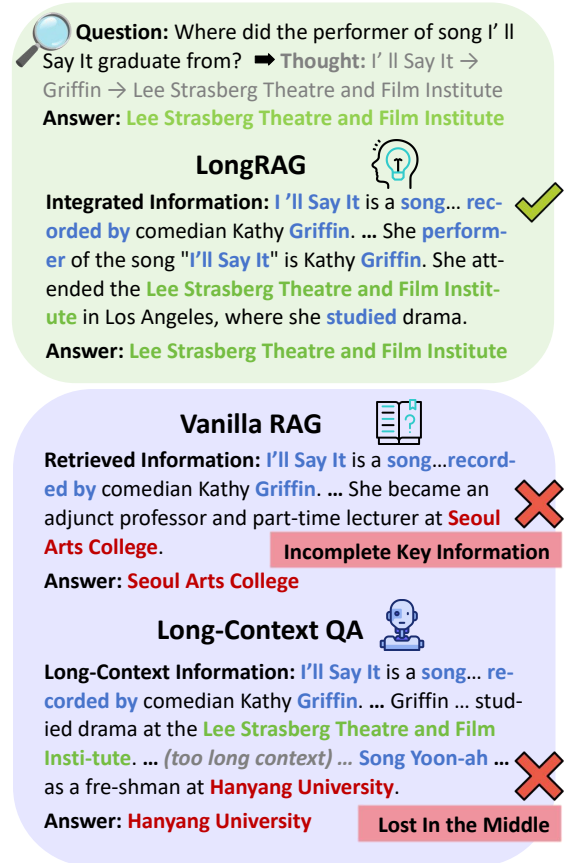 Question: Where did the performer of song I' ll
Say It graduate from? ➡ Thought: I' ll Say It →
Griffin → Lee Strasberg Theatre and Film Institute
Answer: Lee Strasberg Theatre and Film Institute
LongRAG
Integrated Information: I 'll Say It is a song… rec-
orded by comedian Kathy Griffin. … She perform-
er of the song "I'll Say It" is Kathy Griffin. She att-
ended the Lee Strasberg Theatre and Film Instit-
ute in Los Angeles, where she studied drama.
Answer: Lee Strasberg Theatre and Film Institute
Vanilla RAG
Retrieved Information: I'll Say It is a song…record-
ed by comedian Kathy Griffin. … She became an
adjunct professor and part-time lecturer at Seoul
Arts College.
Incomplete Key Information
Answer: Seoul Arts College
Long-Context QA
Long-Context Information: I'll Say It is a song… re-
corded by comedian Kathy Griffin. … Griffin … stud-
ied drama at the Lee Strasberg Theatre and Film
Insti-tute. … (too long context) … Song Yoon-ah …
as a fre-shman at Hanyang University.
Answer: Hanyang University
Lost In the Middle